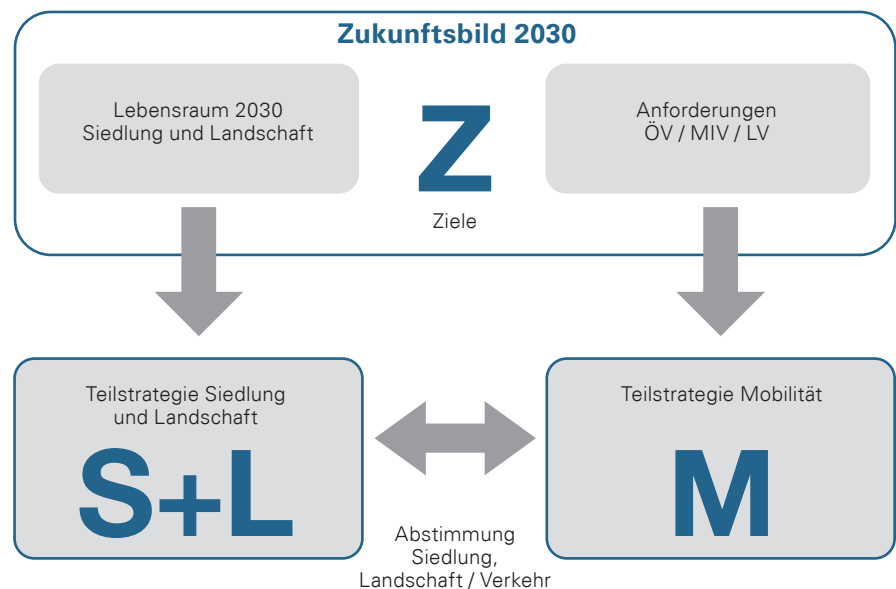 Zukunftsbild 2030
Lebensraum 2030
Siedlung und Landschaft
Z
Ziele
Anforderungen
ÖV / MIV / LV
Teilstrategie Siedlung
und Landschaft
S+L
Abstimmung
Siedlung,
Landschaft / Verkehr
Teilstrategie Mobilität
M